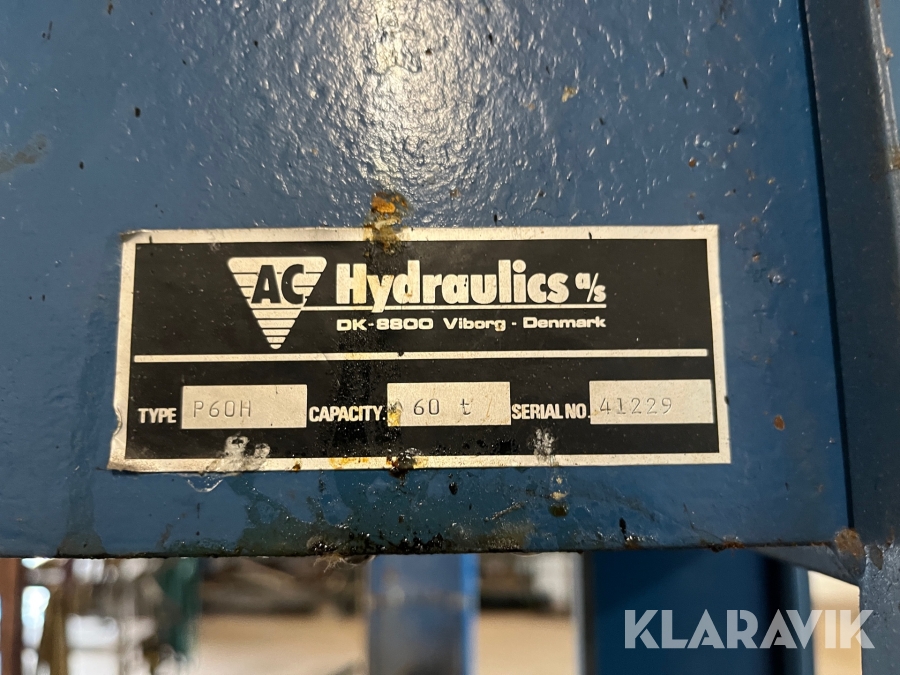 AC Hydraulics a/s
DK-8800 Viborg - Denmark
TYPE P60H CAPACITY. 60 t SERIAL NO. 41229
KLARAVIK